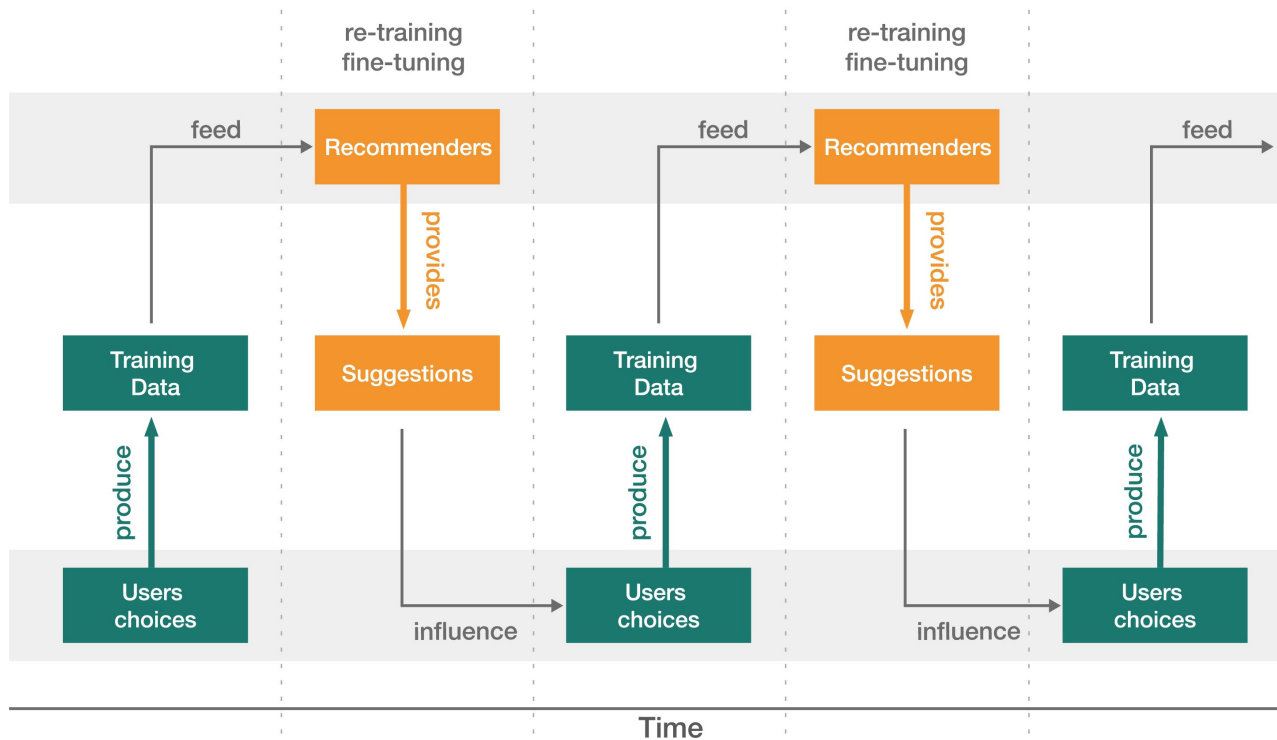 re-training
fine-tuning
re-training
fine-tuning
feed
Recommenders
feed
Recommenders
feed
provides
provides
Training
Data
Suggestions
Training
Data
Suggestions
Training
Data
produce
produce
produce
Users
choices
influence
Users
choices
influence
Users
choices
Time